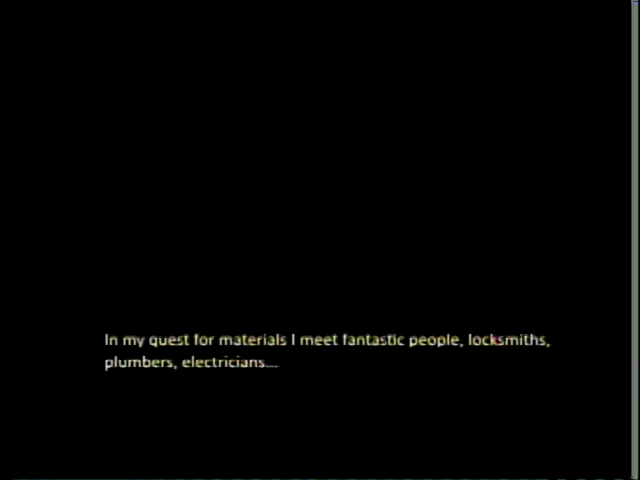 In my quest for materials I meet fantastic people, locksmiths,
plumbers, electricians...